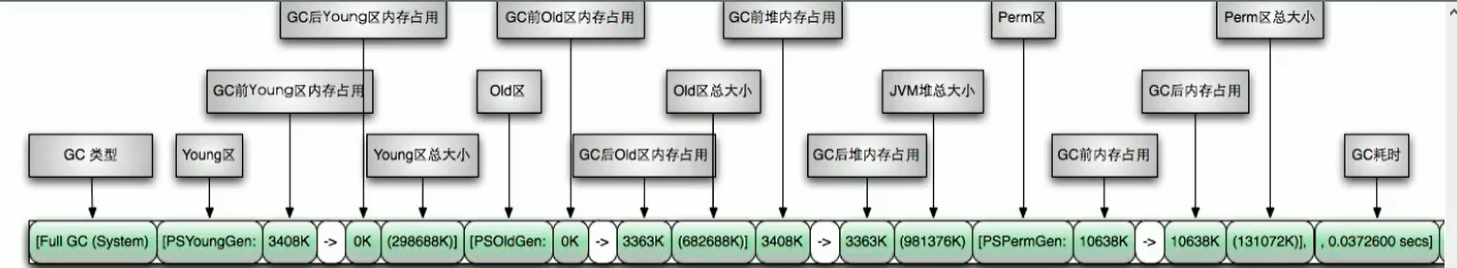 GC后Young区内存占用 GC前Old区内存占用 GC前堆内存占用 Perm区 Perm区总大小
GC前Young区内存占用 Old区 Old区总大小 JVM堆总大小 GC后内存占用
GC 类型 Young区 Young区总大小 GC后Old区内存占用 GC后堆内存占用 GC前内存占用 GC耗时
[Full GC (System) [PSYoungGen: 3408K -> 0K (298688K)] [PSOldGen: 0K -> 3363K (682688K)] 3408K -> 3363K (981376K) [PSPermGen: 10638K -> 10638K (131072K)], , 0.0372600 secs]